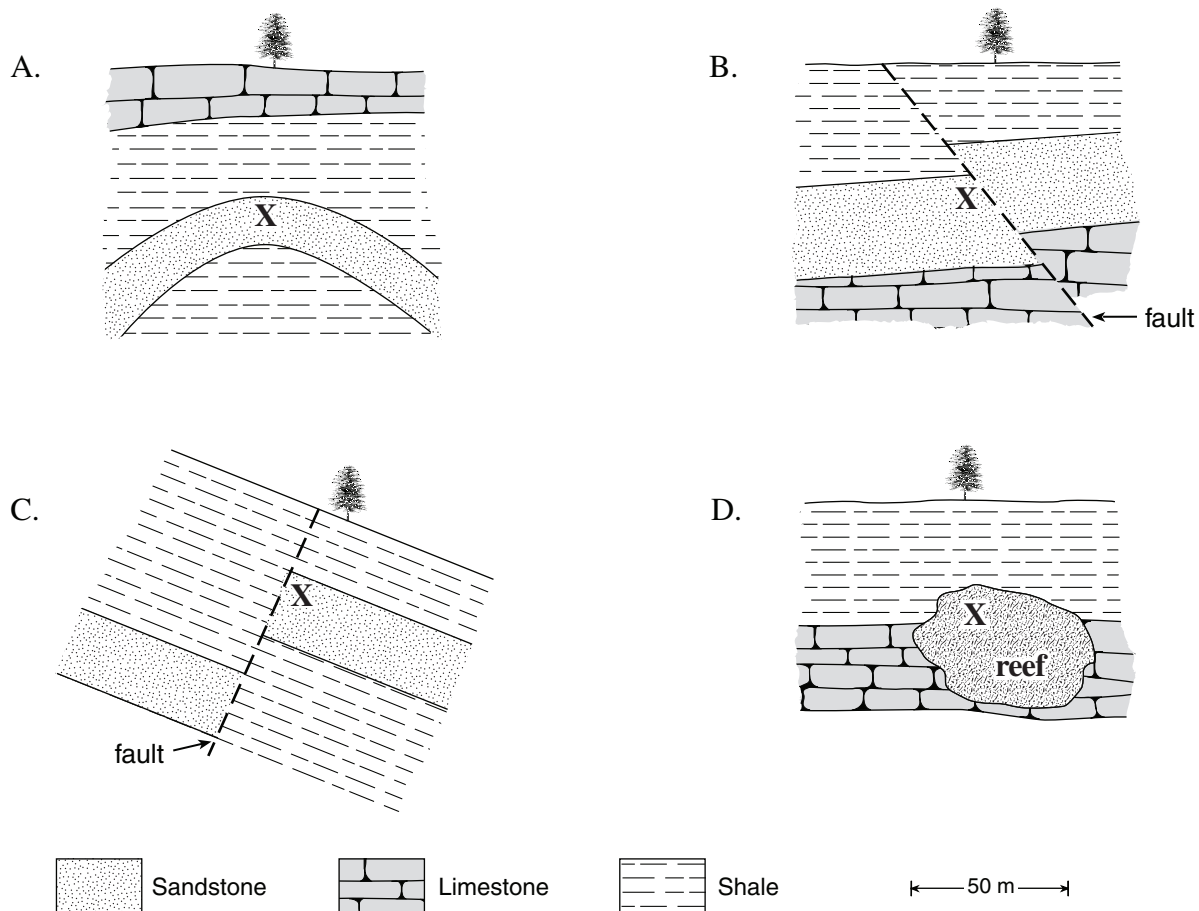 A.
X
B.
X
fault
C.
X
fault
D.
X
reef
Sandstone
Limestone
Shale
50 m